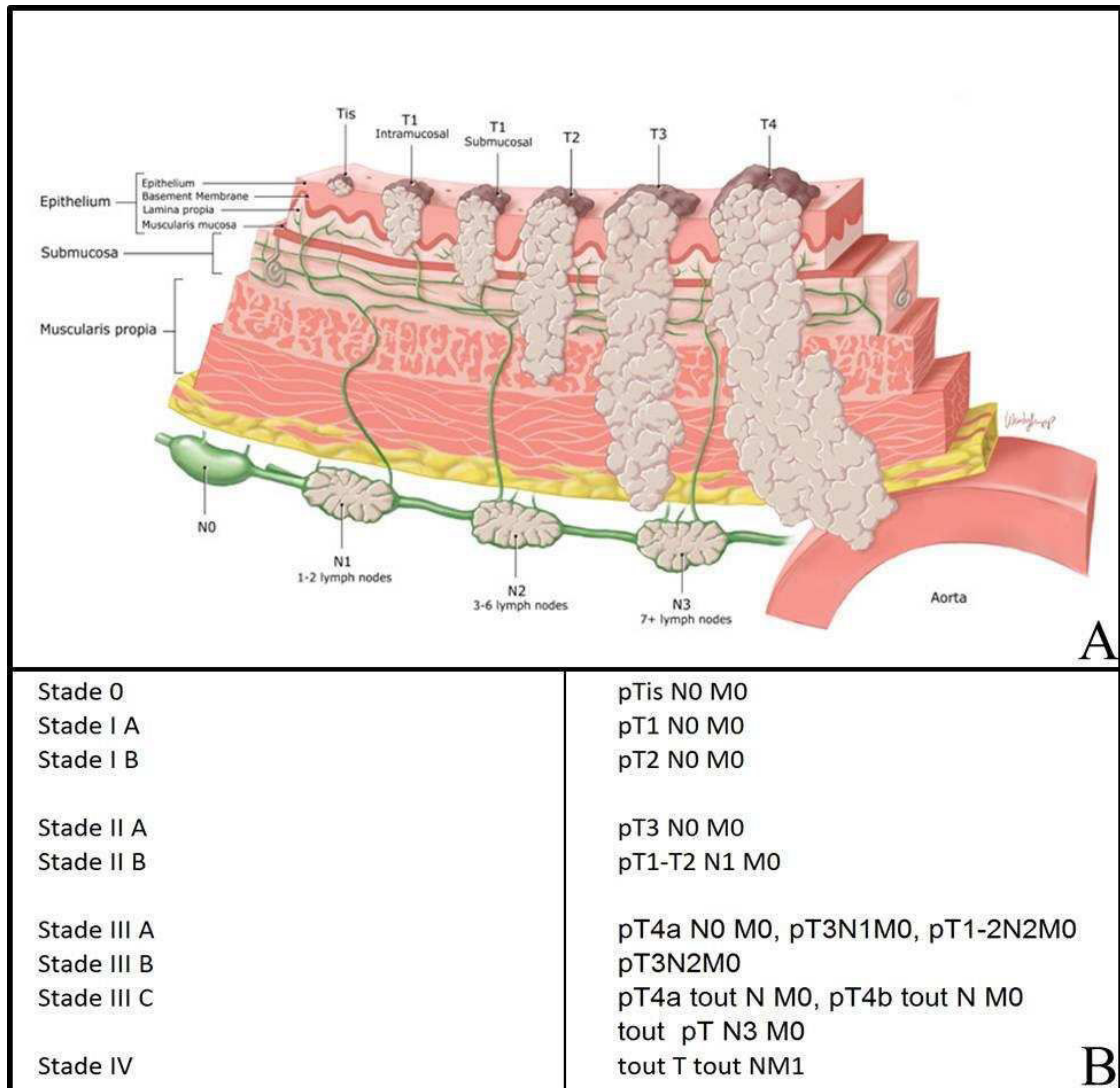 Tis
T1
Intramucosal
T1
Submucosal
T2
T3
T4
Epithelium
Epithelium
Basement Membrane
Lamina propia
Muscularis mucosa
Submucosa
Muscularis propia
N0
N1
1-2 lymph nodes
N2
3-6 lymph nodes
N3
7+ lymph nodes
Aorta
A
Stade 0 pTis N0 M0
Stade I A pT1 N0 M0
Stade I B pT2 N0 M0
Stade II A pT3 N0 M0
Stade II B pT1-T2 N1 M0
Stade III A pT4a N0 M0, pT3N1M0, pT1-2N2M0
Stade III B pT3N2M0
Stade III C pT4a tout N M0, pT4b tout N M0
tout pT N3 M0
Stade IV tout T tout NM1
B